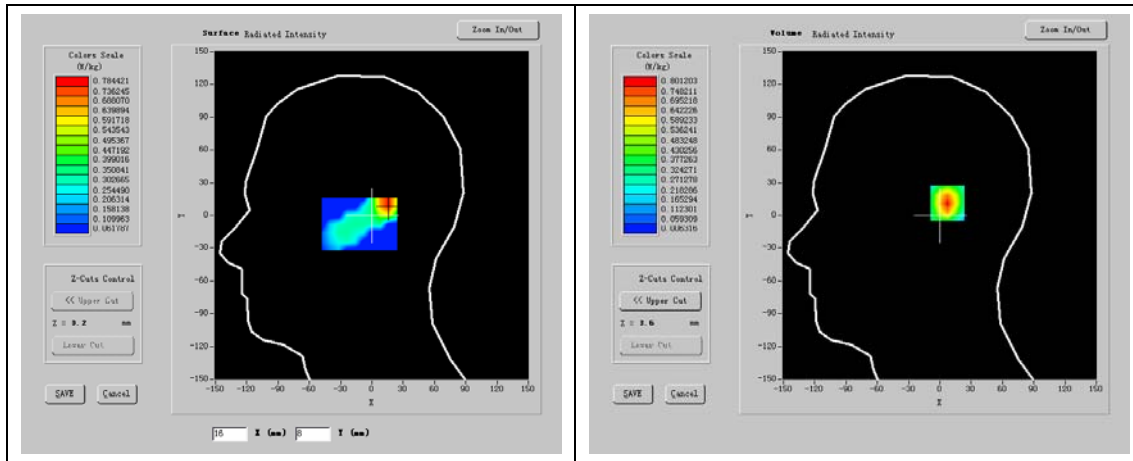 Surface Radiated Intensity
Zoom In/Out
Colors Scale
(W/kg)
0.784421
0.736245
0.688070
0.639894
0.591718
0.543543
0.495367
0.447192
0.399016
0.350841
0.302665
0.254490
0.206314
0.158138
0.109963
0.061787
150
120
90
60
30
0
-30
-60
-90
-120
-150
Y
-150 -120 -90 -60 -30 0 30 60 90 120 150
X
Z-Cuts Control
<< Upper Cut
Z = 3.2 mm
Lower Cut
SAVE Cancel
16 X (mm) 8 Y (mm)
Volume Radiated Intensity
Zoom In/Out
Colors Scale
(W/kg)
0.801203
0.748211
0.695218
0.642226
0.589233
0.536241
0.483248
0.430256
0.377263
0.324271
0.271278
0.218286
0.165294
0.112301
0.059309
0.006316
150
120
90
60
30
0
-30
-60
-90
-120
-150
Y
-150 -120 -90 -60 -30 0 30 60 90 120 150
X
Z-Cuts Control
<< Upper Cut
Z = 3.6 mm
Lower Cut
SAVE Cancel